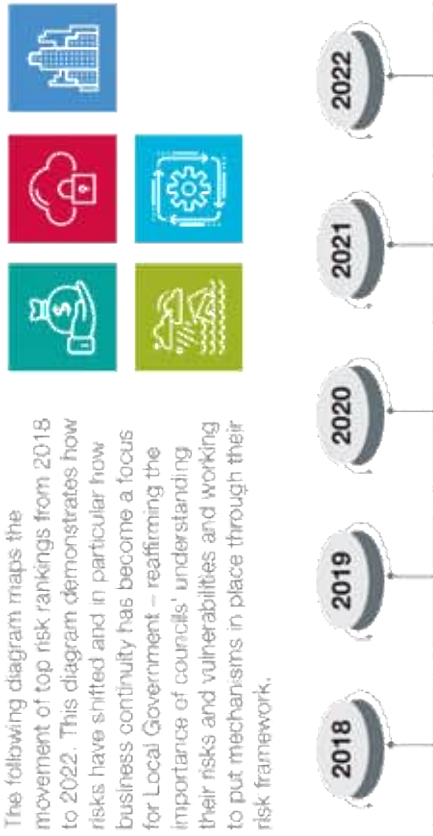 The following diagram maps the
movement of top risk rankings from 2018
to 2022. This diagram demonstrates how
risks have shifted and in particular how
business continuity has become a focus
for Local Government – reaffirming the
importance of councils' understanding
their risks and vulnerabilities and working
to put mechanisms in place through their
risk framework.
$
2018
2019
2020
2021
2022